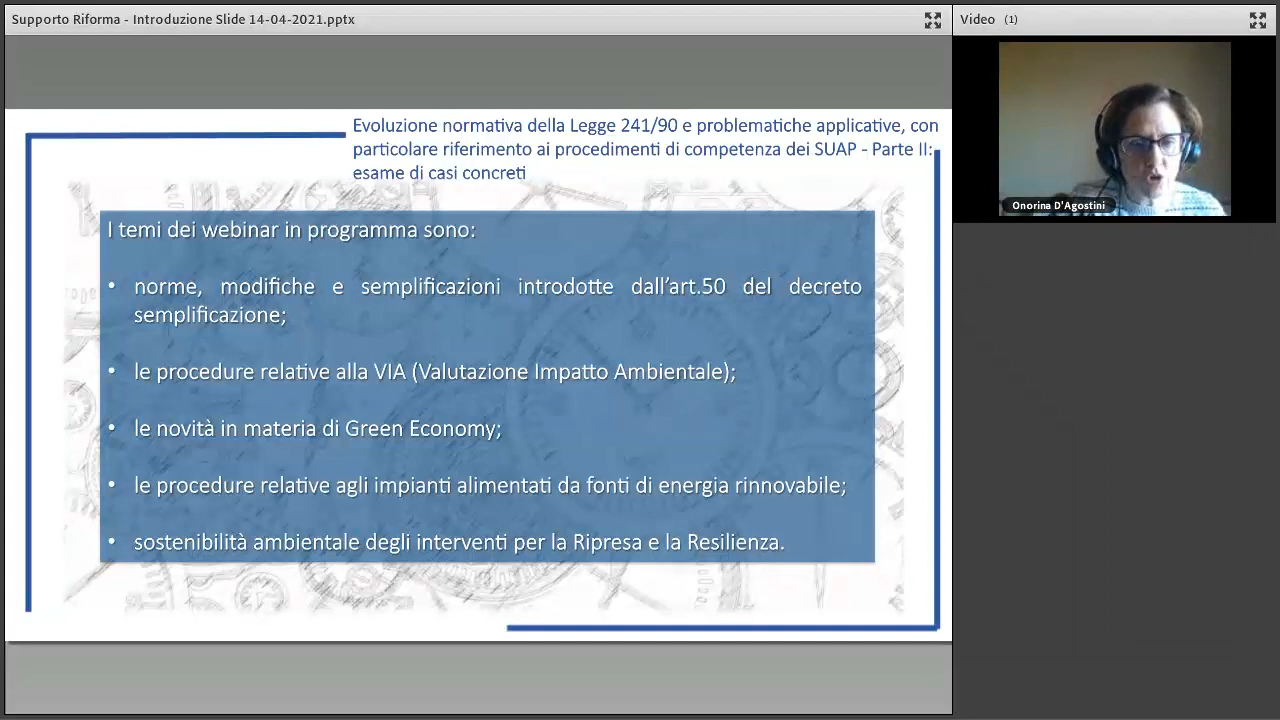 Supporto Riforma - Introduzione Slide 14-04-2021.pptx
Video (1)
Evoluzione normativa della Legge 241/90 e problematiche applicative, con
particolare riferimento ai procedimenti di competenza dei SUAP - Parte II:
esame di casi concreti
I temi dei webinar in programma sono:
• norme, modifiche e semplificazioni introdotte dall'art.50 del decreto
semplificazione;
• le procedure relative alla VIA (Valutazione Impatto Ambientale);
• le novità in materia di Green Economy;
• le procedure relative agli impianti alimentati da fonti di energia rinnovabile;
• sostenibilità ambientale degli interventi per la Ripresa e la Resilienza.
Onorina D'Agostini